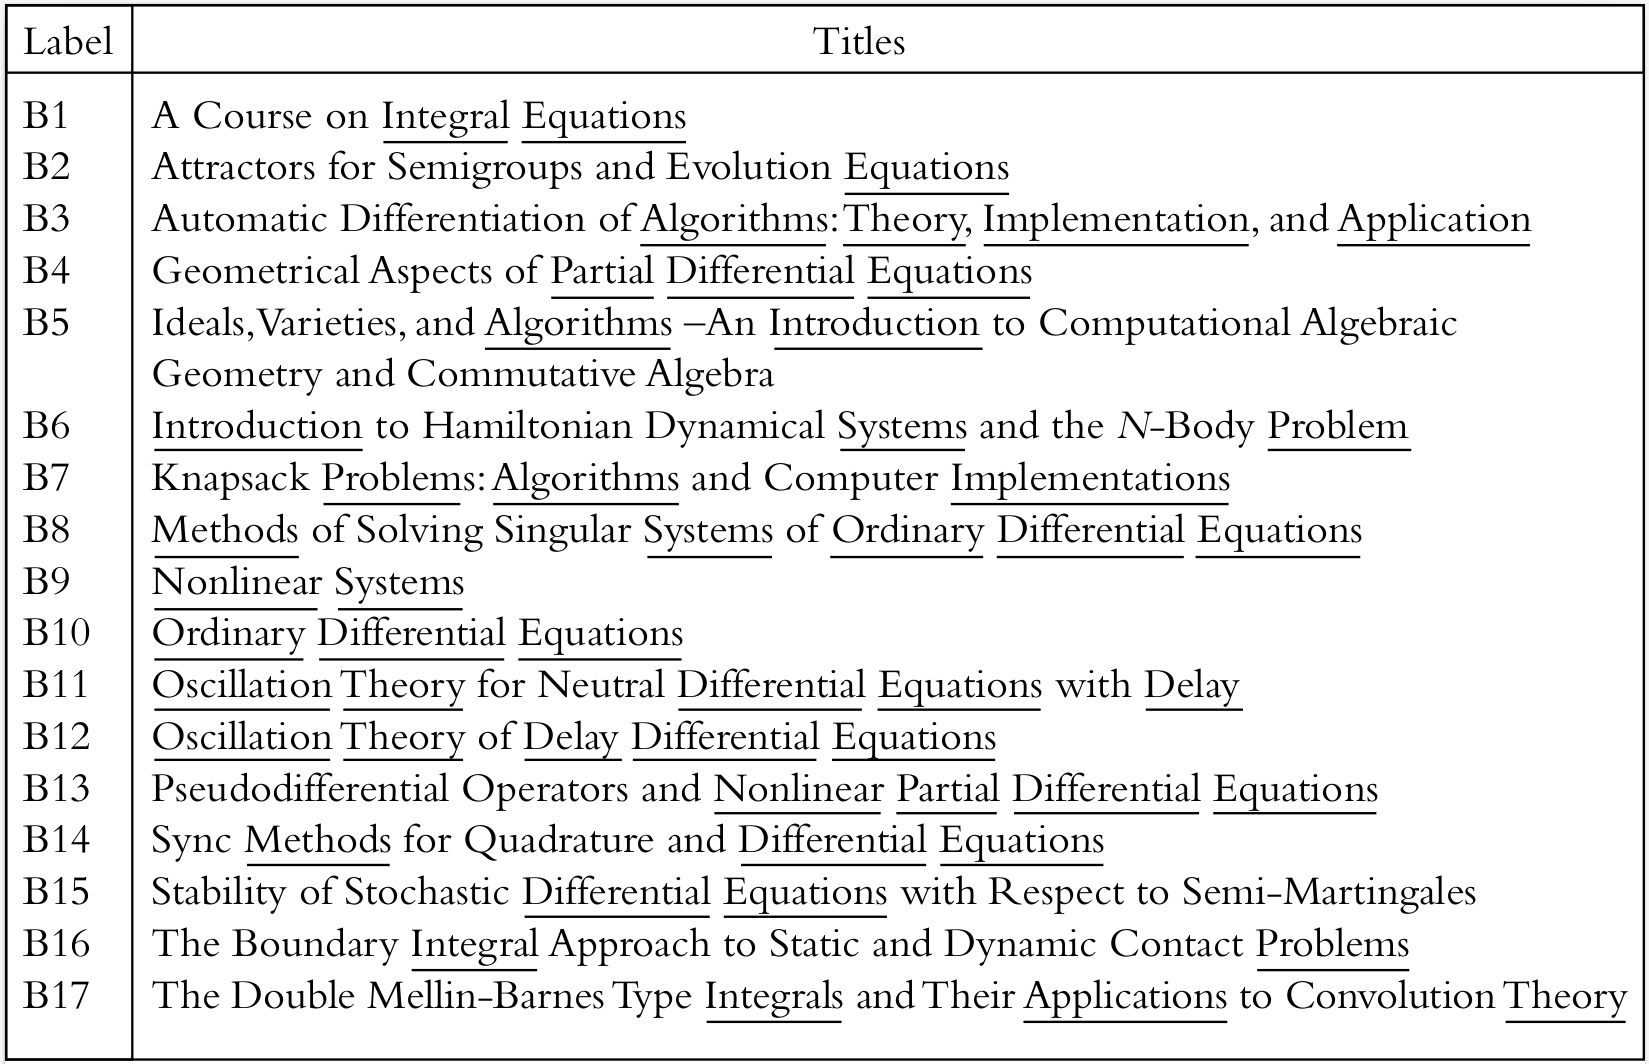 Label Titles
B1 A Course on Integral Equations
B2 Attractors for Semigroups and Evolution Equations
B3 Automatic Differentiation of Algorithms: Theory, Implementation, and Application
B4 Geometrical Aspects of Partial Differential Equations
B5 Ideals, Varieties, and Algorithms –An Introduction to Computational Algebraic
Geometry and Commutative Algebra
B6 Introduction to Hamiltonian Dynamical Systems and the N-Body Problem
B7 Knapsack Problems: Algorithms and Computer Implementations
B8 Methods of Solving Singular Systems of Ordinary Differential Equations
B9 Nonlinear Systems
B10 Ordinary Differential Equations
B11 Oscillation Theory for Neutral Differential Equations with Delay
B12 Oscillation Theory of Delay Differential Equations
B13 Pseudodifferential Operators and Nonlinear Partial Differential Equations
B14 Sync Methods for Quadrature and Differential Equations
B15 Stability of Stochastic Differential Equations with Respect to Semi-Martingales
B16 The Boundary Integral Approach to Static and Dynamic Contact Problems
B17 The Double Mellin-Barnes Type Integrals and Their Applications to Convolution Theory